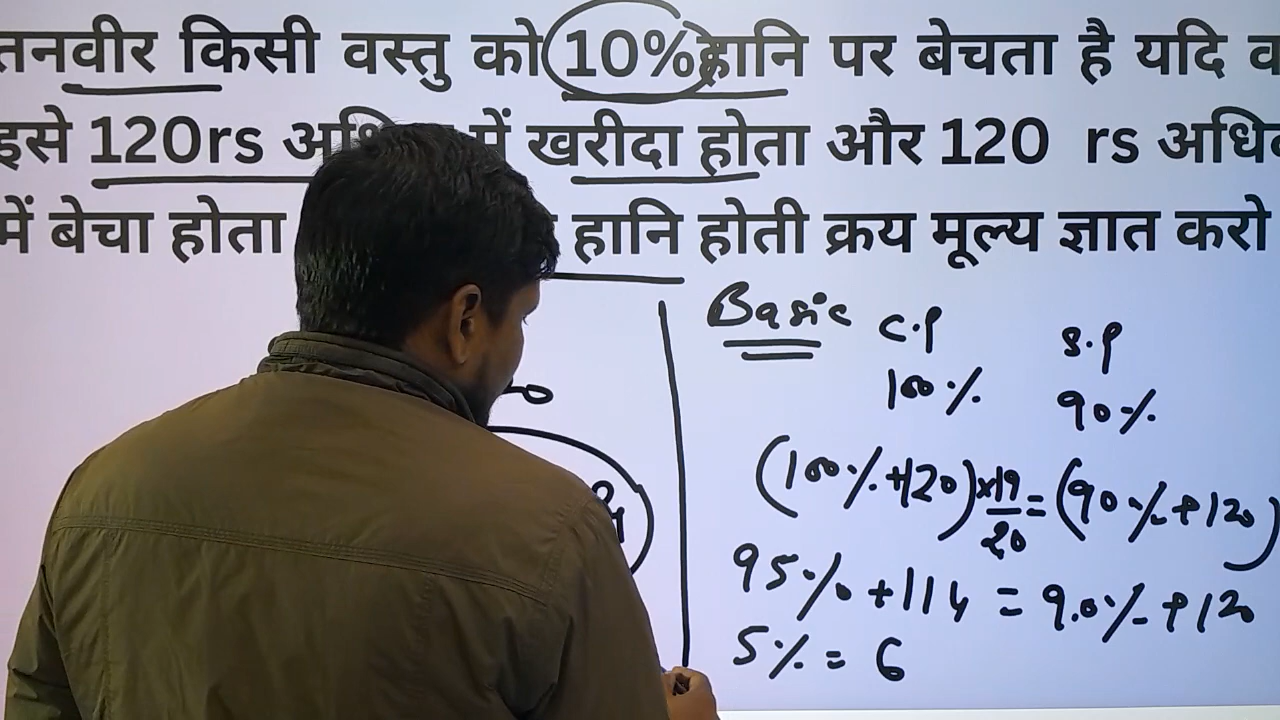 तनवीर किसी वस्तु को 10% हानि पर बेचता है यदि
इसे 120rs में खरीदा होता और 120 rs
में बेचा होता हानि होती क्रय मूल्य ज्ञात करो
Basic C.P S.P
100% 90%
(100%+120)×19/20=(90%+120)
95%+114=90%+120
5%=6